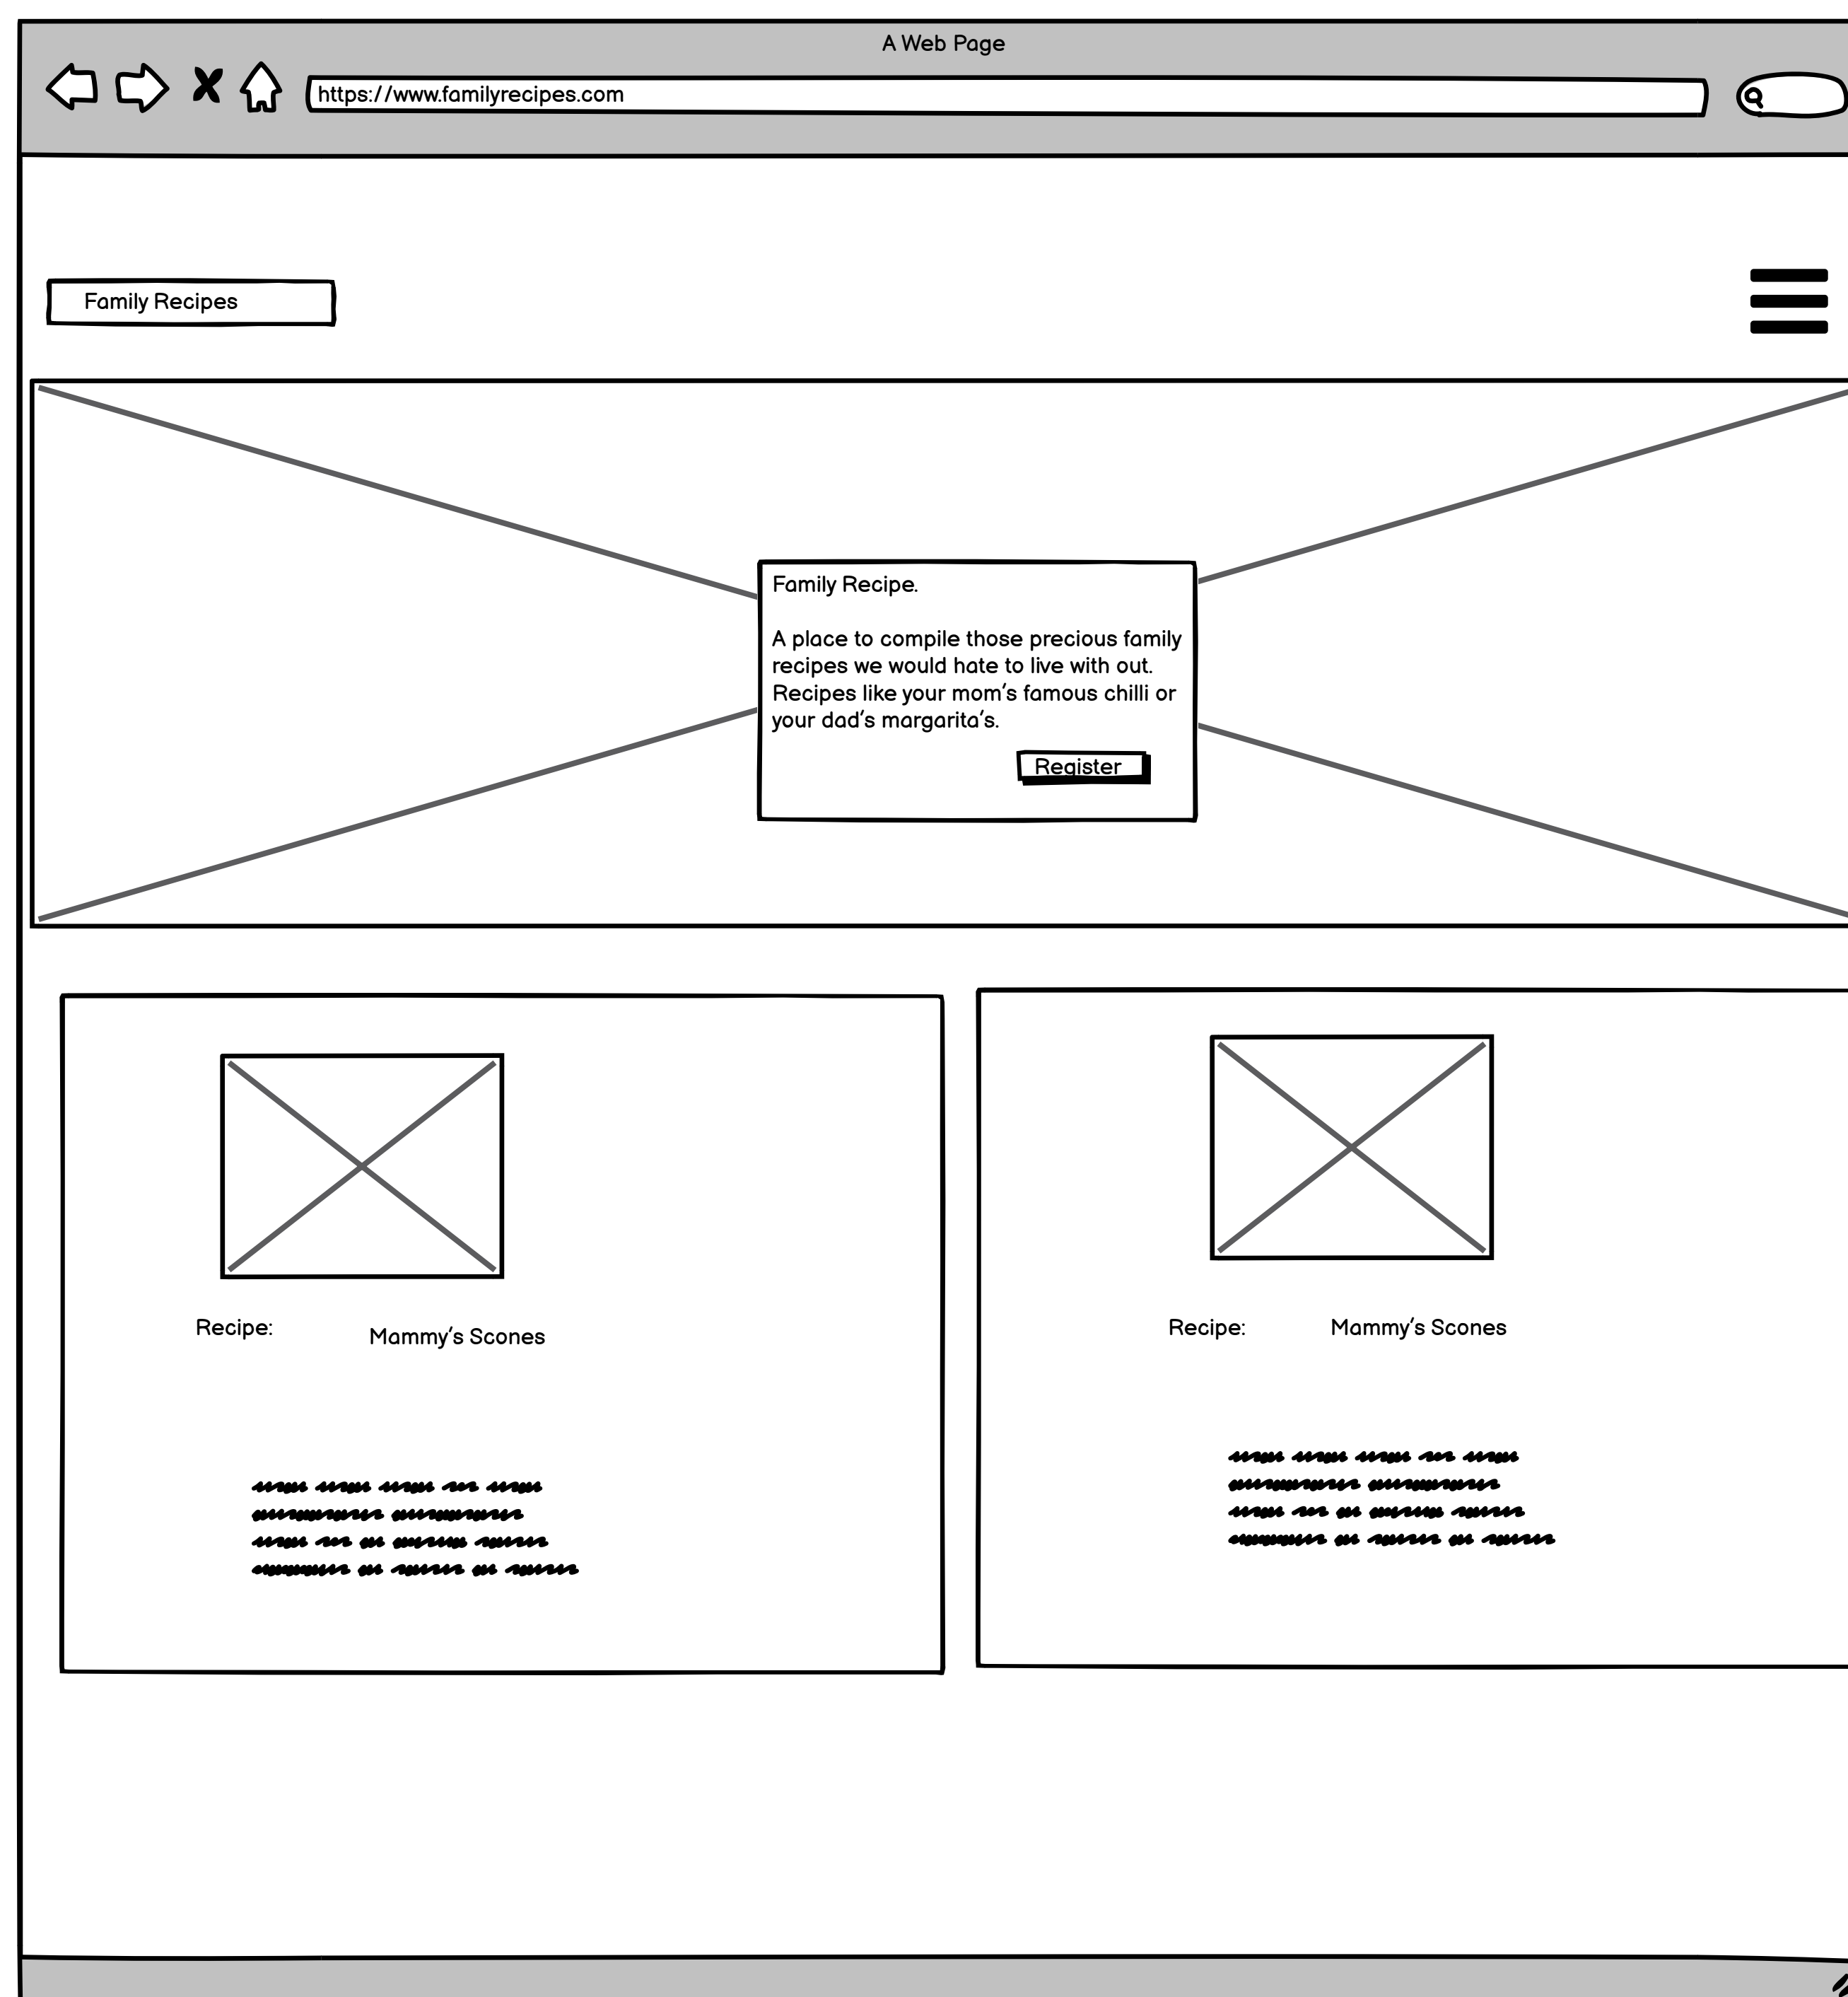 A Web Page
https://www.familyrecipes.com
Family Recipes
Family Recipe.
A place to compile those precious family
recipes we would hate to live with out.
Recipes like your mom's famous chilli or
your dad's margarita's.
Register
Recipe:
Mammy's Scones
Recipe:
Mammy's Scones